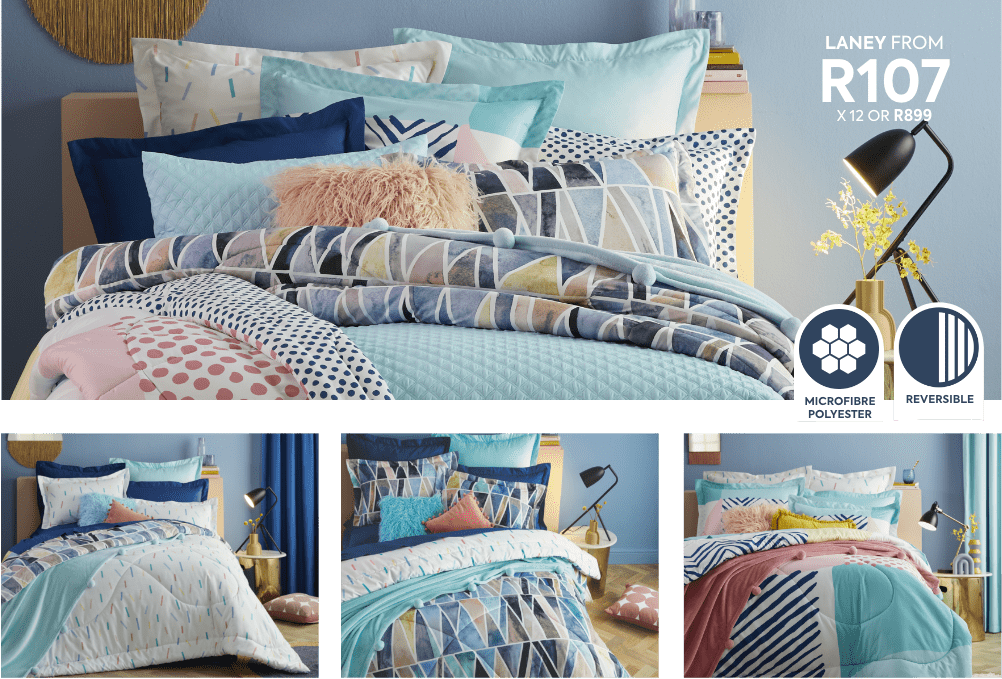 LANEY FROM
R107
X 12 OR R899
MICROFIBRE
POLYESTER
REVERSIBLE